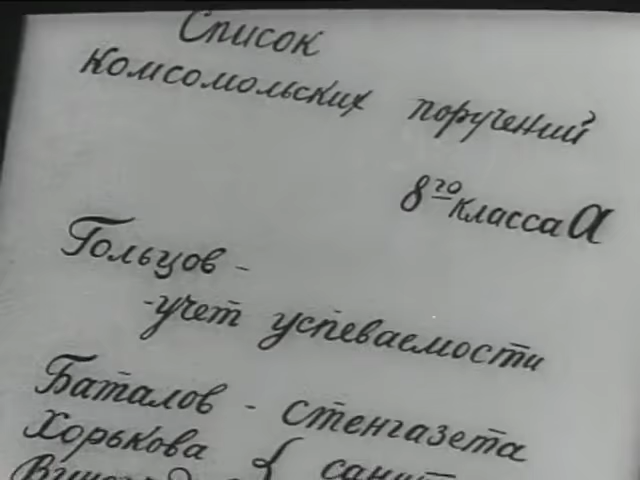 Список
комсомольских поручений
8го класса а
Гольцов -
- учет успеваемости
Баталов - стенгазета
Хорькова {